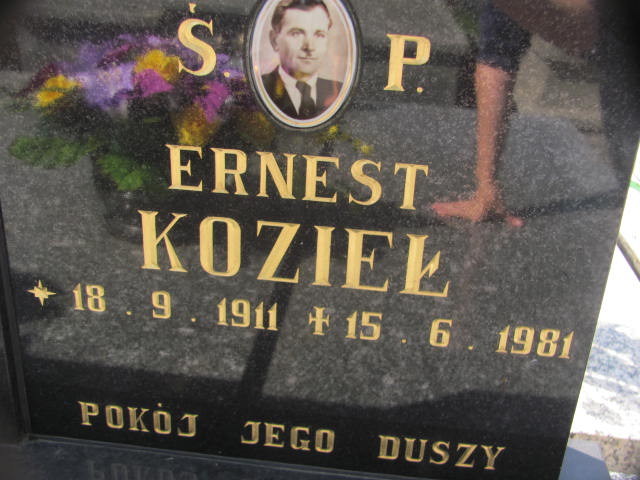 Ś. P.
ERNEST
KOZIEŁ
18.9.1911 15.6.1981
POKÓJ JEGO DUSZY